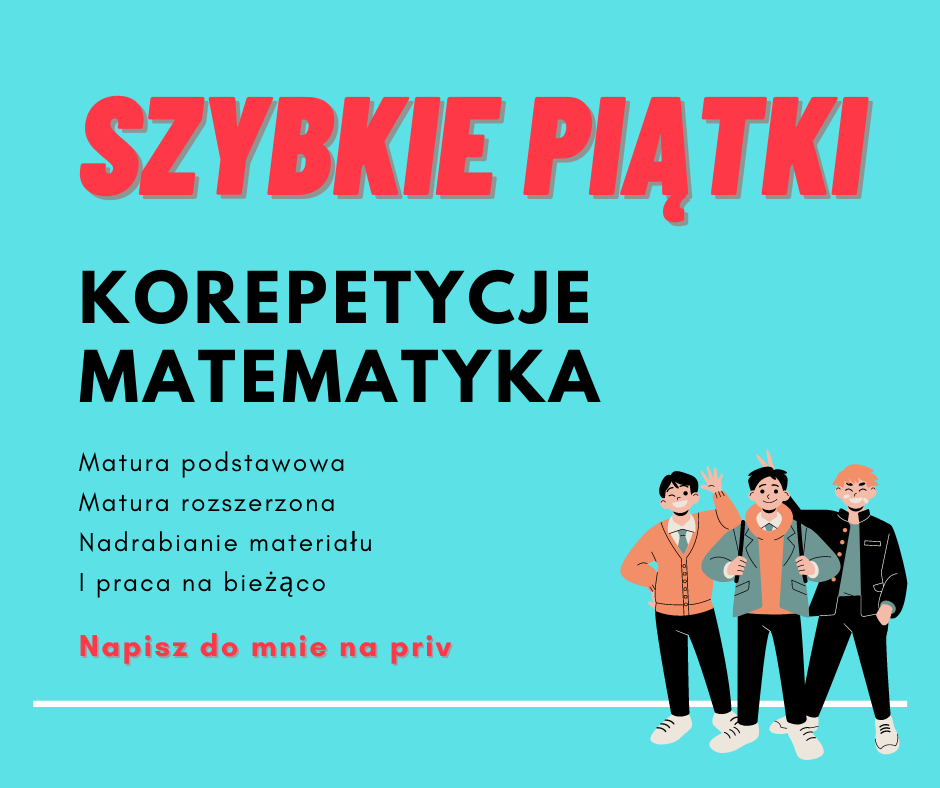 SZYBKIE PIĄTKI
KOREPETYCJE
MATEMATYKA
Matura podstawowa
Matura rozszerzona
Nadrabianie materiału
I praca na bieżąco
Napisz do mnie na priv